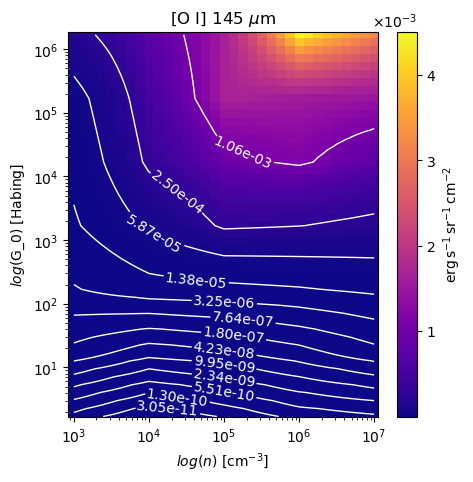 [O I] 145 μm
×10⁻³
10⁶
10⁵
10⁴
10³
10²
10¹
log(G_0) [Habing]
1.06e-03
2.50e-04
5.87e-05
1.38e-05
3.25e-06
7.64e-07
1.80e-07
4.23e-08
9.95e-09
2.34e-09
5.51e-10
1.30e-10
3.05e-11
10³ 10⁴ 10⁵ 10⁶ 10⁷
log(n) [cm⁻³]
4
3
2
1
erg s⁻¹ sr⁻¹ cm⁻²